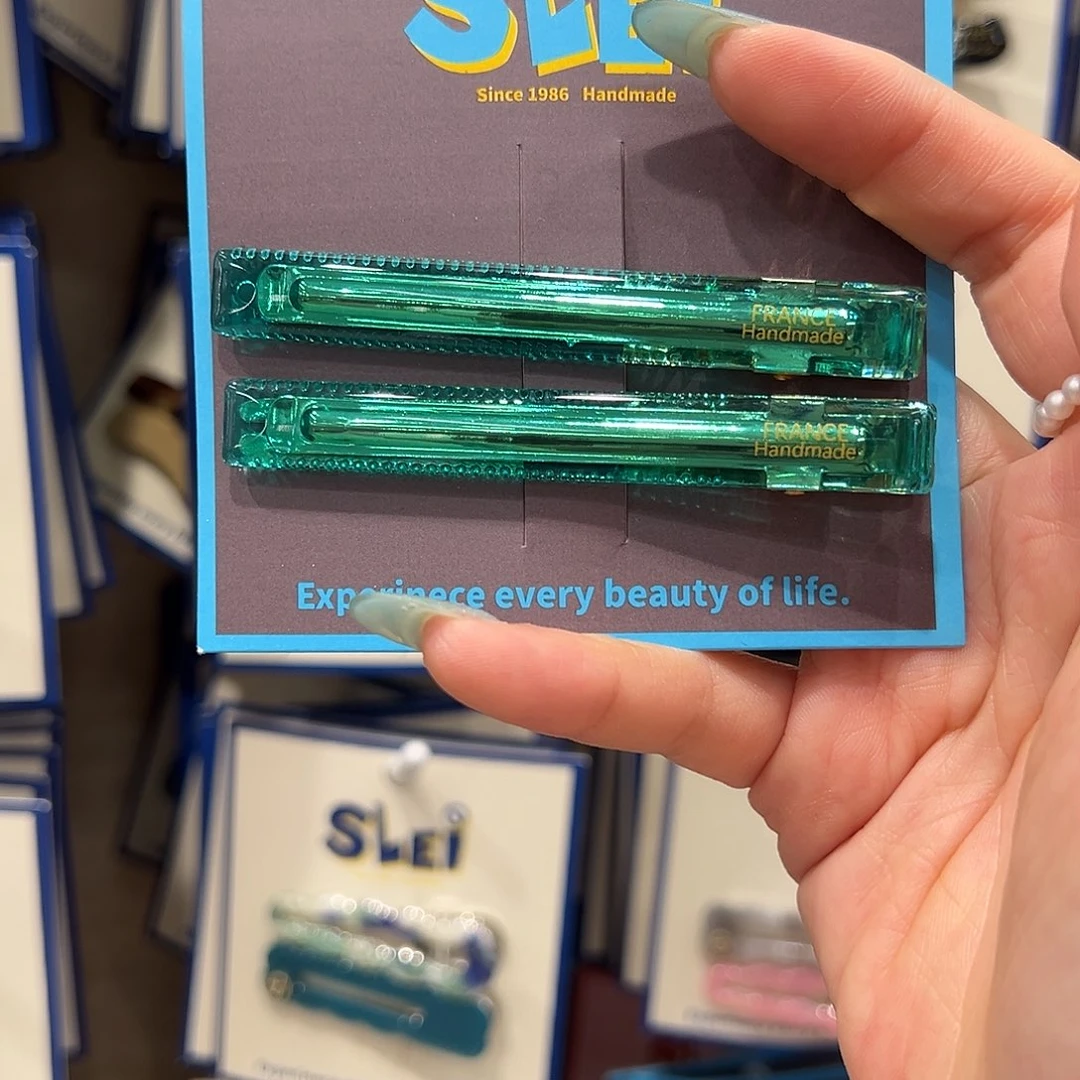 SLEI
Since 1986 Handmade
FRANCE
Handmade
FRANCE
Handmade
Experinece every beauty of life.
SLEi